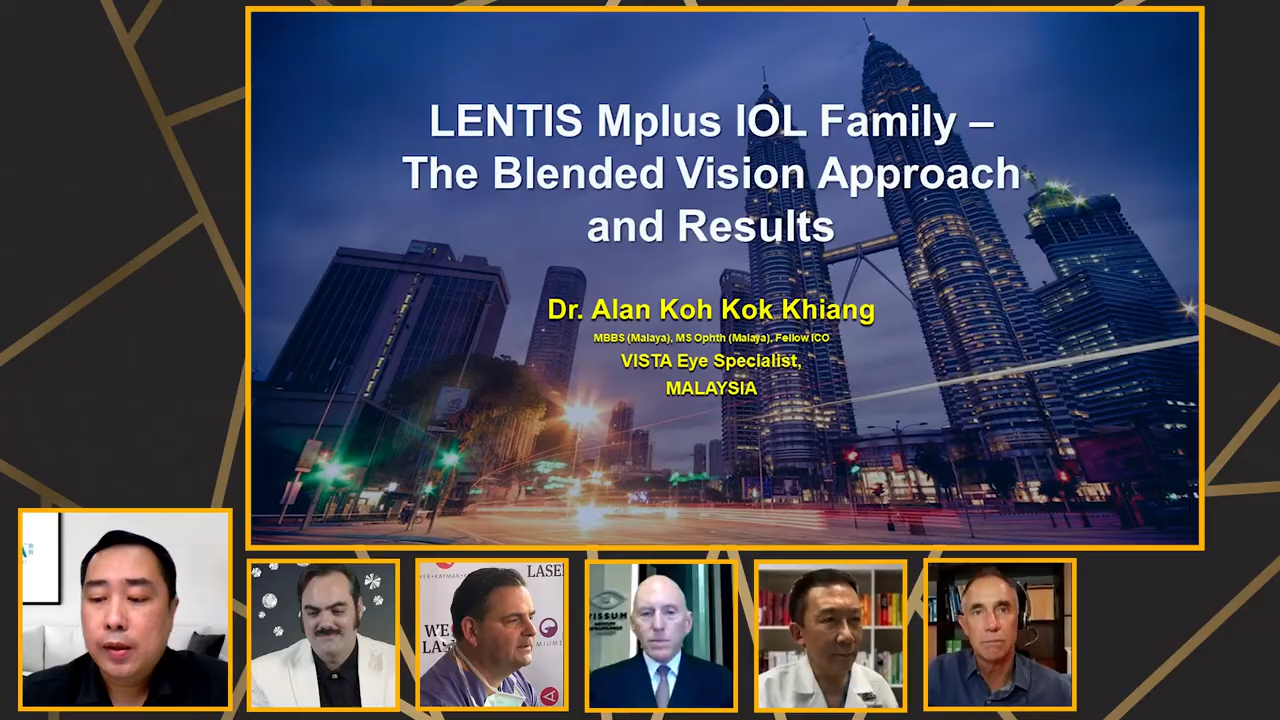 LENTIS Mplus IOL Family –
The Blended Vision Approach
and Results
Dr. Alan Koh Kok Khiang
MBBS (Malaya), MS Ophth (Malaya), Fellow ICO
VISTA Eye Specialist,
MALAYSIA
LASE
VISSUM